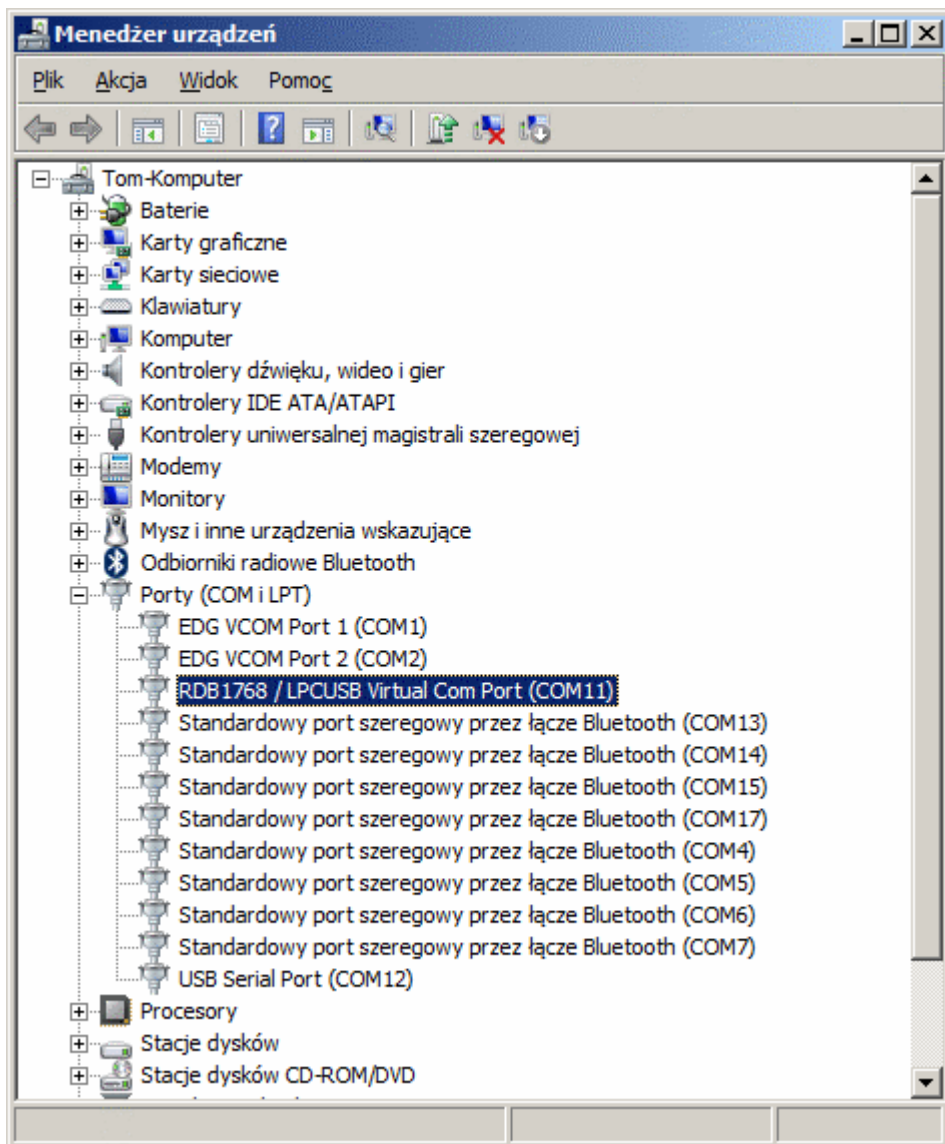 Menedżer urządzeń
Plik Akcja Widok Pomoc
Tom-Komputer
Baterie
Karty graficzne
Karty sieciowe
Klawiatury
Komputer
Kontrolery dźwięku, wideo i gier
Kontrolery IDE ATA/ATAPI
Kontrolery uniwersalnej magistrali szeregowej
Modemy
Monitory
Mysz i inne urządzenia wskazujące
Odbiorniki radiowe Bluetooth
Porty (COM i LPT)
EDG VCOM Port 1 (COM1)
EDG VCOM Port 2 (COM2)
RDB1768 / LPCUSB Virtual Com Port (COM11)
Standardowy port szeregowy przez łącze Bluetooth (COM13)
Standardowy port szeregowy przez łącze Bluetooth (COM14)
Standardowy port szeregowy przez łącze Bluetooth (COM15)
Standardowy port szeregowy przez łącze Bluetooth (COM17)
Standardowy port szeregowy przez łącze Bluetooth (COM4)
Standardowy port szeregowy przez łącze Bluetooth (COM5)
Standardowy port szeregowy przez łącze Bluetooth (COM6)
Standardowy port szeregowy przez łącze Bluetooth (COM7)
USB Serial Port (COM12)
Procesory
Stacje dysków
Stacje dysków CD-ROM/DVD